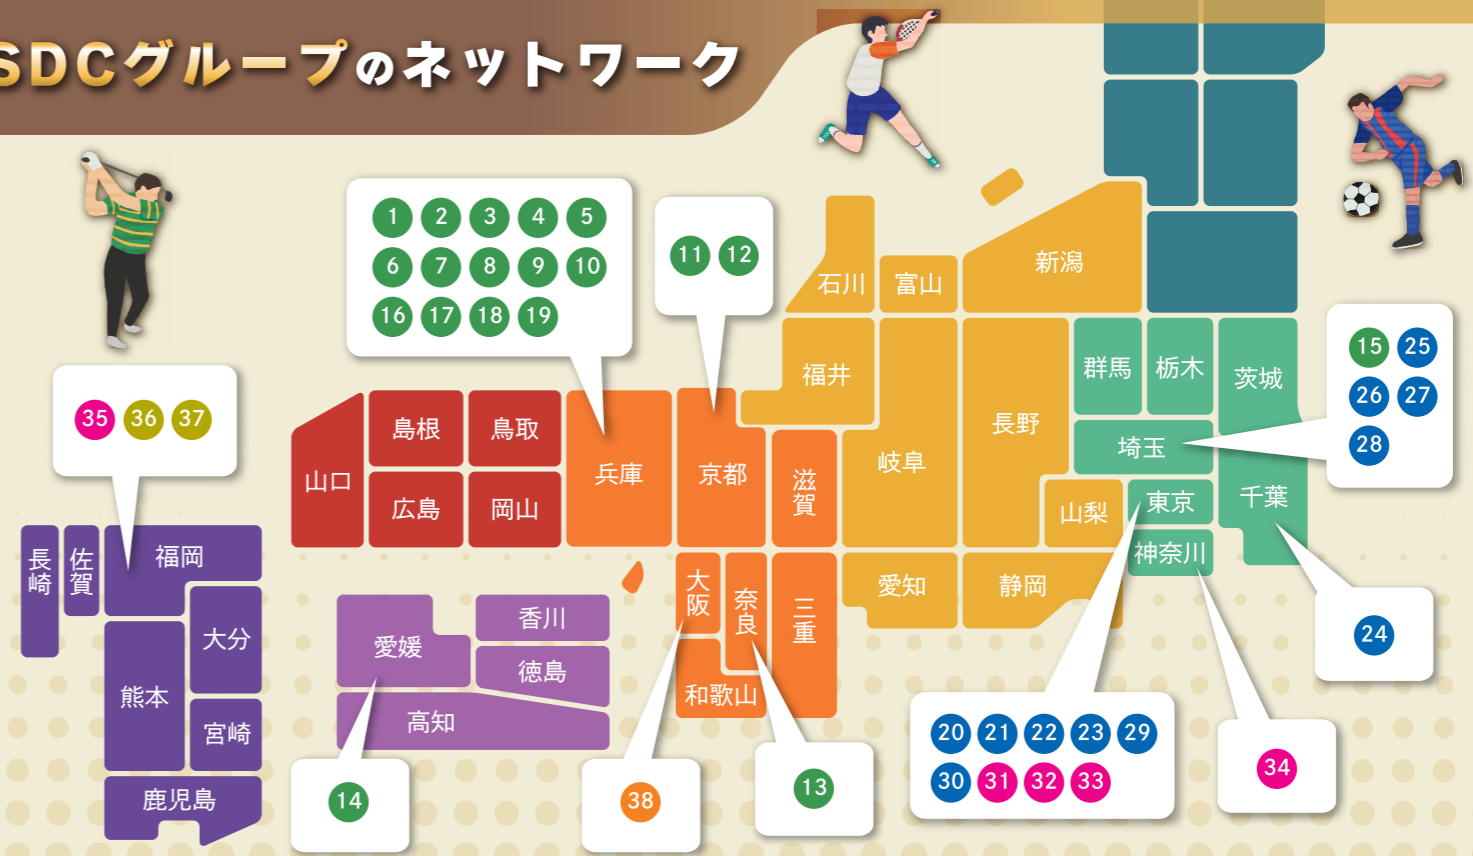 SDCグループのネットワーク
1 2 3 4 5
6 7 8 9 10
16 17 18 19
11 12
石川
富山
新潟
福井
長野
岐阜
群馬
栃木
茨城
埼玉
15 25
26 27
28
35 36 37
山口
島根
鳥取
広島
岡山
兵庫
京都
滋賀
山梨
東京
千葉
神奈川
長崎
佐賀
福岡
大分
熊本
宮崎
鹿児島
愛媛
香川
徳島
高知
大阪
奈良
三重
和歌山
愛知
静岡
24
20 21 22 23 29
30 31 32 33
34
14
38
13